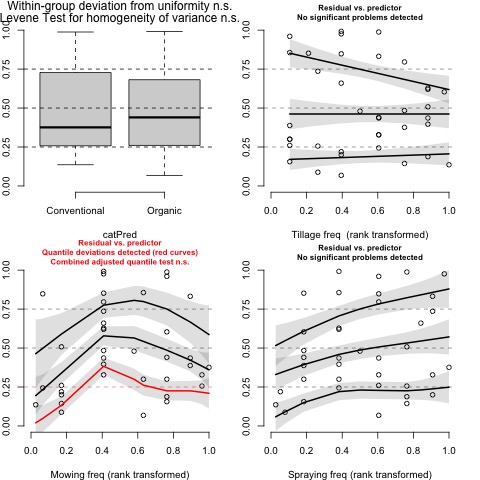 Within-group deviation from uniformity n.s.
Levene Test for homogeneity of variance n.s.
0.00 0.25 0.50 0.75 1.00
Conventional Organic
catPred
Residual vs. predictor
No significant problems detected
0.00 0.25 0.50 0.75 1.00
0.0 0.2 0.4 0.6 0.8 1.0
Tillage freq (rank transformed)
Residual vs. predictor
Quantile deviations detected (red curves)
Combined adjusted quantile test n.s.
0.00 0.25 0.50 0.75 1.00
0.0 0.2 0.4 0.6 0.8 1.0
Mowing freq (rank transformed)
Residual vs. predictor
No significant problems detected
0.00 0.25 0.50 0.75 1.00
0.0 0.2 0.4 0.6 0.8 1.0
Spraying freq (rank transformed)